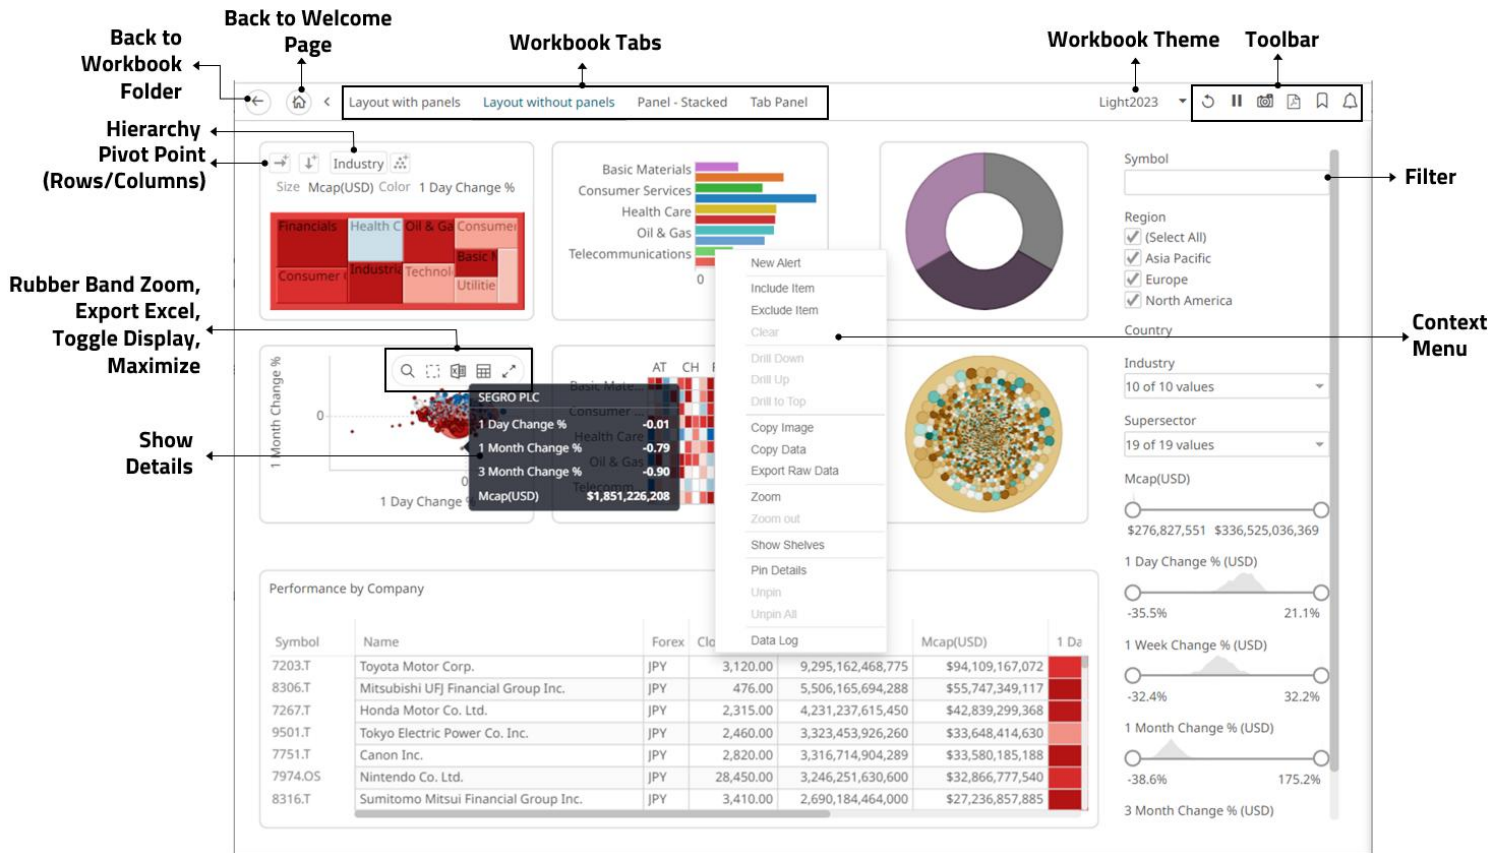 Back to Welcome
Page
Back to
Workbook
Folder
Workbook Tabs
Workbook Theme
Toolbar
Layout with panels
Layout without panels
Panel - Stacked
Tab Panel
Light2023
Hierarchy
Pivot Point
(Rows/Columns)
Industry
Size Mcap(USD) Color 1 Day Change %
Financials
Health C
Oil & Ga
Consumer
Basic M
Consumer
Industria
Technol
Utilitie
Basic Materials
Consumer Services
Health Care
Oil & Gas
Telecommunications
0
Symbol
Filter
Region
(Select All)
Asia Pacific
Europe
North America
Country
Industry
10 of 10 values
Supersector
19 of 19 values
Mcap(USD)
$276,827,551 $336,525,036,369
1 Day Change % (USD)
-35.5% 21.1%
1 Week Change % (USD)
-32.4% 32.2%
1 Month Change % (USD)
-38.6% 175.2%
3 Month Change % (USD)
Context
Menu
New Alert
Include Item
Exclude Item
Clear
Drill Down
Drill Up
Drill to Top
Copy Image
Copy Data
Export Raw Data
Zoom
Zoom out
Show Shelves
Pin Details
Unpin
Unpin All
Data Log
Rubber Band Zoom,
Export Excel,
Toggle Display,
Maximize
Show
Details
1 Month Change %
0
0
1 Day Change %
SEGRO PLC
1 Day Change % -0.01
1 Month Change % -0.79
3 Month Change % -0.90
Mcap(USD) $1,851,226,208
AT CH
Basic Mate...
Consumer ...
Health Care
Oil & Gas
Telecomm...
Performance by Company
Symbol Name Forex Clo Mcap(USD) 1 Da
7203.T Toyota Motor Corp. JPY 3,120.00 9,295,162,468,775 $94,109,167,072
8306.T Mitsubishi UFJ Financial Group Inc. JPY 476.00 5,506,165,694,288 $55,747,349,117
7267.T Honda Motor Co. Ltd. JPY 2,315.00 4,231,237,615,450 $42,839,299,368
9501.T Tokyo Electric Power Co. Inc. JPY 2,460.00 3,323,453,926,260 $33,648,414,630
7751.T Canon Inc. JPY 2,820.00 3,316,714,904,289 $33,580,185,188
7974.OS Nintendo Co. Ltd. JPY 28,450.00 3,246,251,630,600 $32,866,777,540
8316.T Sumitomo Mitsui Financial Group Inc. JPY 3,410.00 2,690,184,464,000 $27,236,857,885